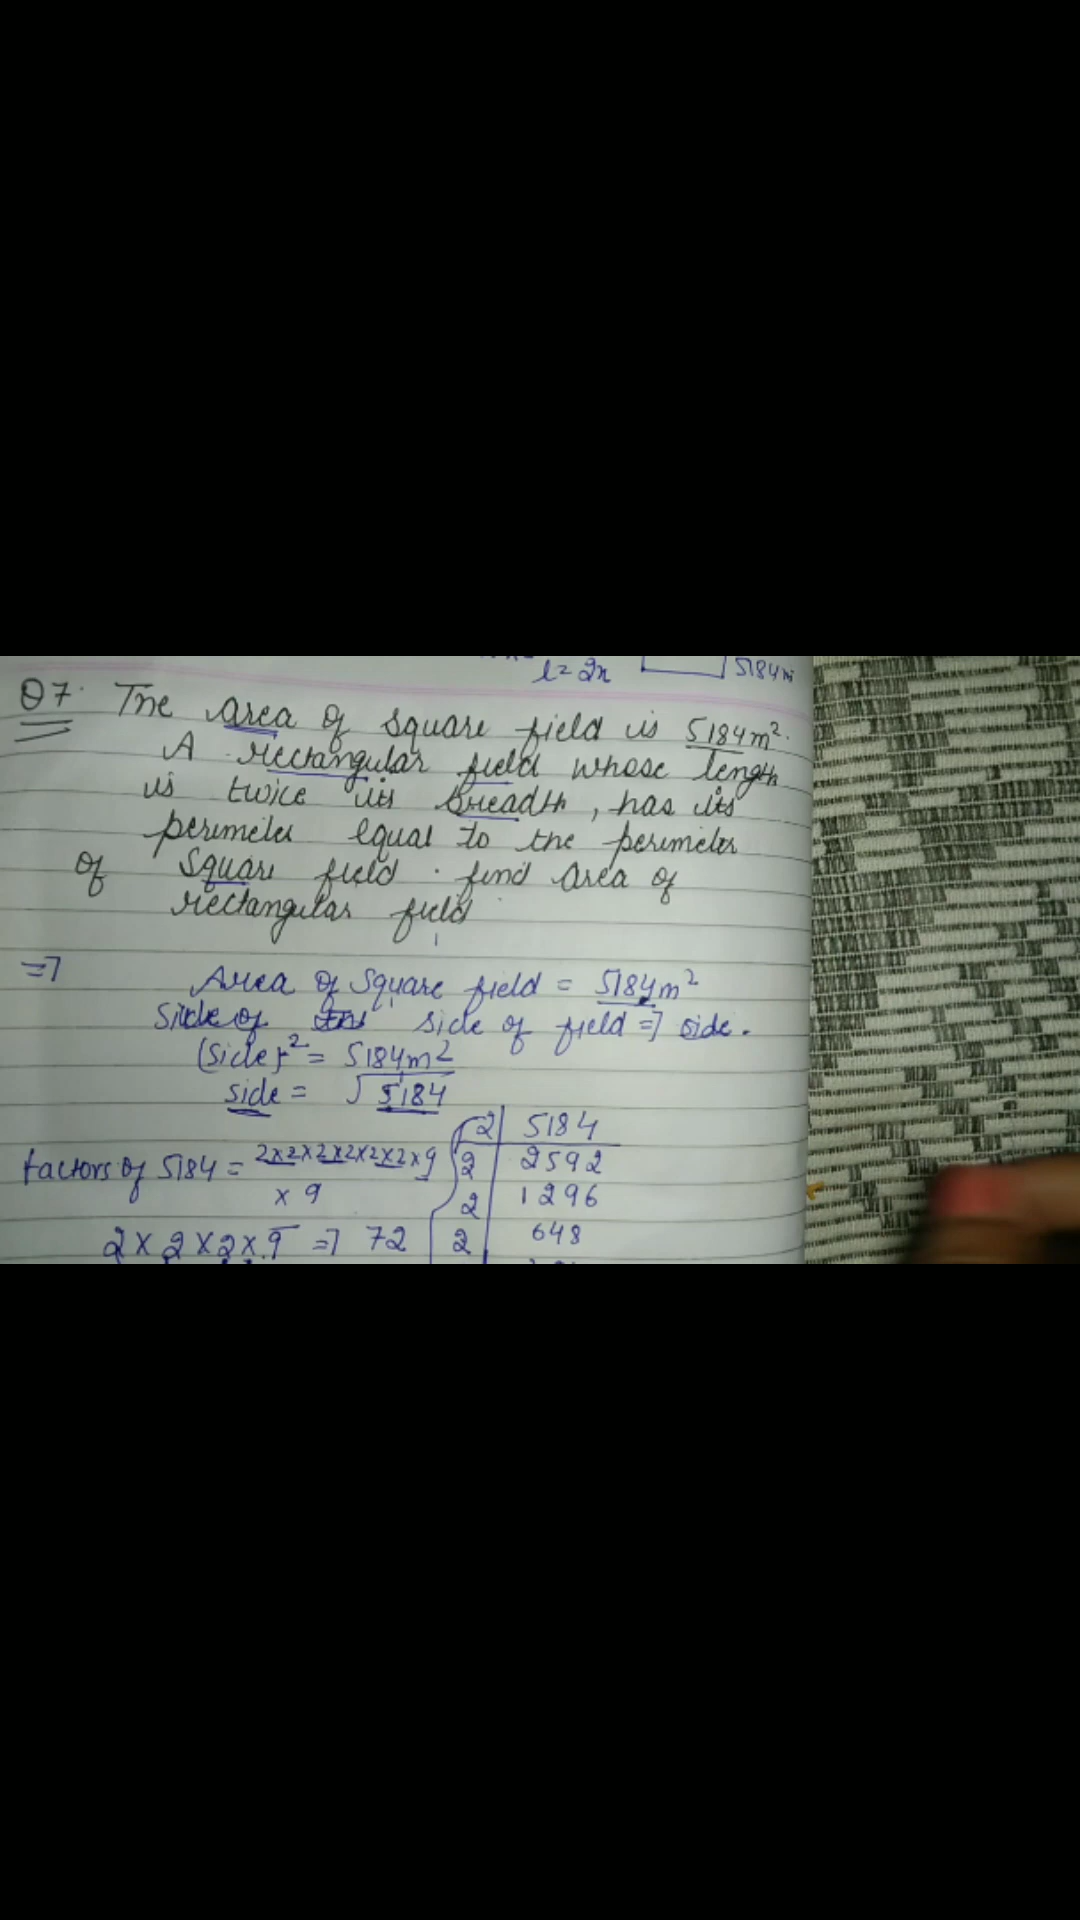 l = 2x
5184m
Q7. The area of square field is 5184m².
A rectangular field whose length
is twice its breadth, has its
perimeter equal to the perimeter
of square field. find area of
rectangular field
=> Area of Square field = 5184m²
Side of side of field => side.
(side)² = 5184m2
side = √5184
factors of 5184 = 2x2x2x2x2x2x9
x 9
2x2x2x9 => 72
2 | 5184
2 | 2592
2 | 1296
2 | 648